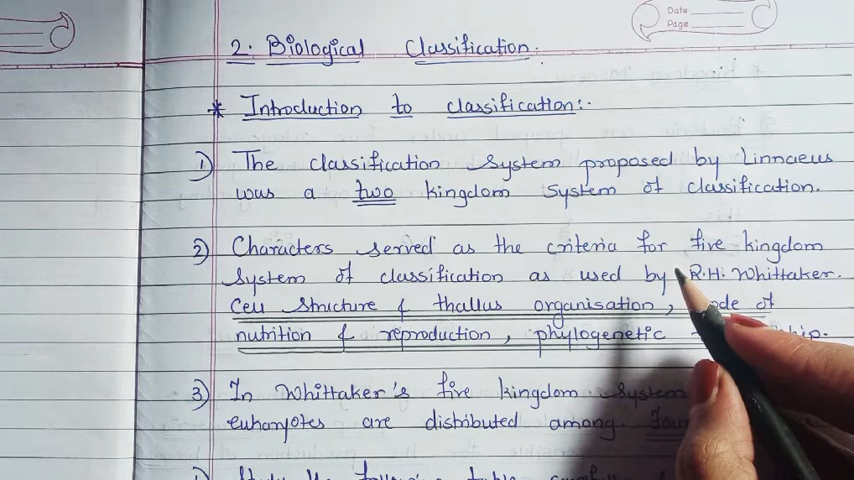 Date
Page
2. Biological Classification.
* Introduction to classification:-
1) The classification System proposed by Linnaeus
was a two kingdom System of classification.
2) Characters served as the criteria for five kingdom
System of classification as used by R.H. Whittaker.
Cell Structure & thallus organisation, of
nutrition & reproduction, phylogenetic
3) In Whittaker's five kingdom System
eukaryotes are distributed among